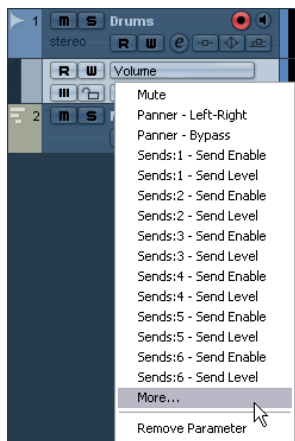 1 M S Drums
stereo R W e
R W Volume
2 M S
Mute
Panner - Left-Right
Panner - Bypass
Sends:1 - Send Enable
Sends:1 - Send Level
Sends:2 - Send Enable
Sends:2 - Send Level
Sends:3 - Send Enable
Sends:3 - Send Level
Sends:4 - Send Enable
Sends:4 - Send Level
Sends:5 - Send Enable
Sends:5 - Send Level
Sends:6 - Send Enable
Sends:6 - Send Level
More...
Remove Parameter